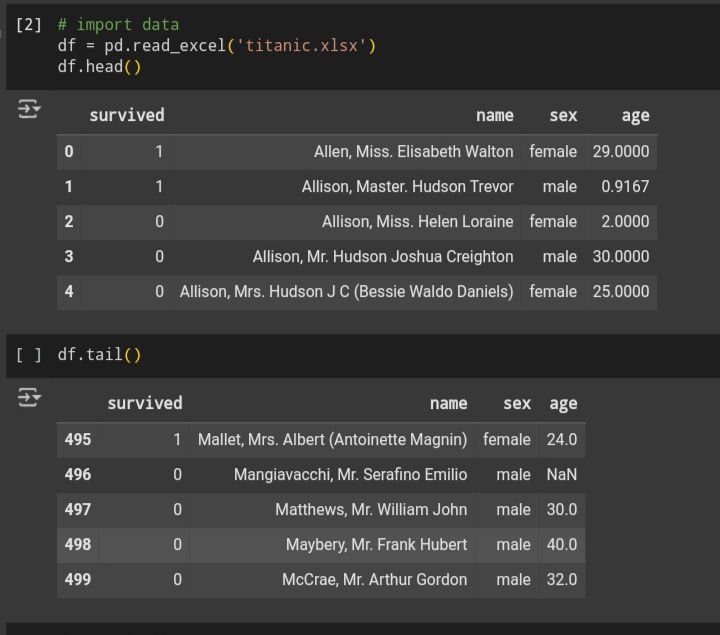 [2] # import data
df = pd.read_excel('titanic.xlsx')
df.head()
survived name sex age
0 1 Allen, Miss. Elisabeth Walton female 29.0000
1 1 Allison, Master. Hudson Trevor male 0.9167
2 0 Allison, Miss. Helen Loraine female 2.0000
3 0 Allison, Mr. Hudson Joshua Creighton male 30.0000
4 0 Allison, Mrs. Hudson J C (Bessie Waldo Daniels) female 25.0000
[ ] df.tail()
survived name sex age
495 1 Mallet, Mrs. Albert (Antoinette Magnin) female 24.0
496 0 Mangiavacchi, Mr. Serafino Emilio male NaN
497 0 Matthews, Mr. William John male 30.0
498 0 Maybery, Mr. Frank Hubert male 40.0
499 0 McCrae, Mr. Arthur Gordon male 32.0